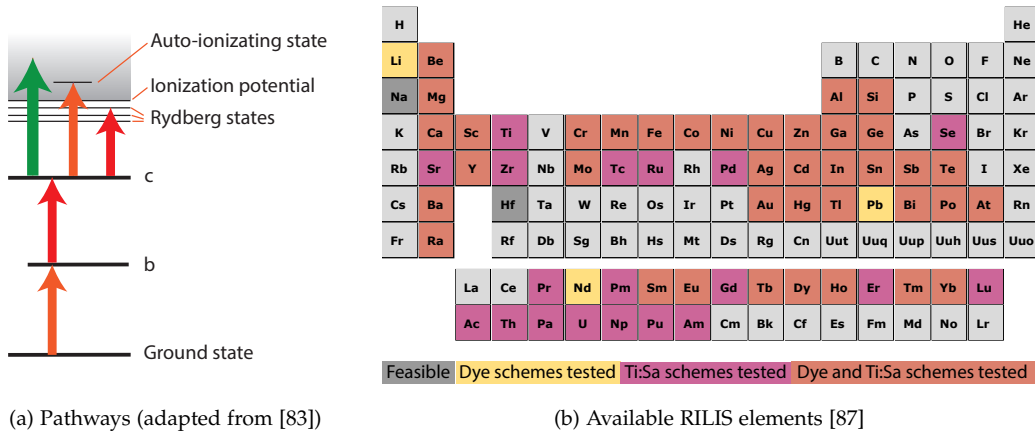 Auto-ionizating state
Ionization potential
Rydberg states
c
b
Ground state
(a) Pathways (adapted from [83])
H He
Li Be B C N O F Ne
Na Mg Al Si P S Cl Ar
K Ca Sc Ti V Cr Mn Fe Co Ni Cu Zn Ga Ge As Se Br Kr
Rb Sr Y Zr Nb Mo Tc Ru Rh Pd Ag Cd In Sn Sb Te I Xe
Cs Ba Hf Ta W Re Os Ir Pt Au Hg Tl Pb Bi Po At Rn
Fr Ra Rf Db Sg Bh Hs Mt Ds Rg Cn Uut Uuq Uup Uuh Uus Uuo
La Ce Pr Nd Pm Sm Eu Gd Tb Dy Ho Er Tm Yb Lu
Ac Th Pa U Np Pu Am Cm Bk Cf Es Fm Md No Lr
Feasible Dye schemes tested Ti:Sa schemes tested Dye and Ti:Sa schemes tested
(b) Available RILIS elements [87]